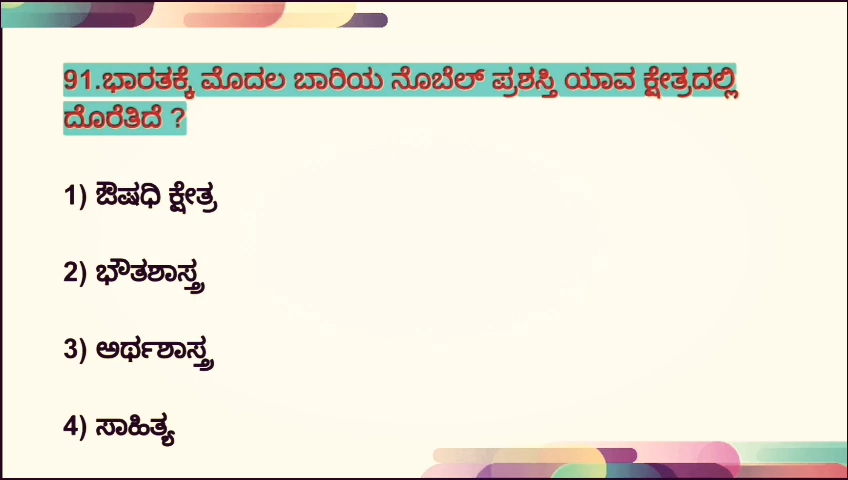 91.ಭಾರತಕ್ಕೆ ಮೊದಲ ಬಾರಿಯ ನೊಬೆಲ್ ಪ್ರಶಸ್ತಿ ಯಾವ ಕ್ಷೇತ್ರದಲ್ಲಿ
ದೊರೆತಿದೆ ?
1) ಔಷಧಿ ಕ್ಷೇತ್ರ
2) ಭೌತಶಾಸ್ತ್ರ
3) ಅರ್ಥಶಾಸ್ತ್ರ
4) ಸಾಹಿತ್ಯ